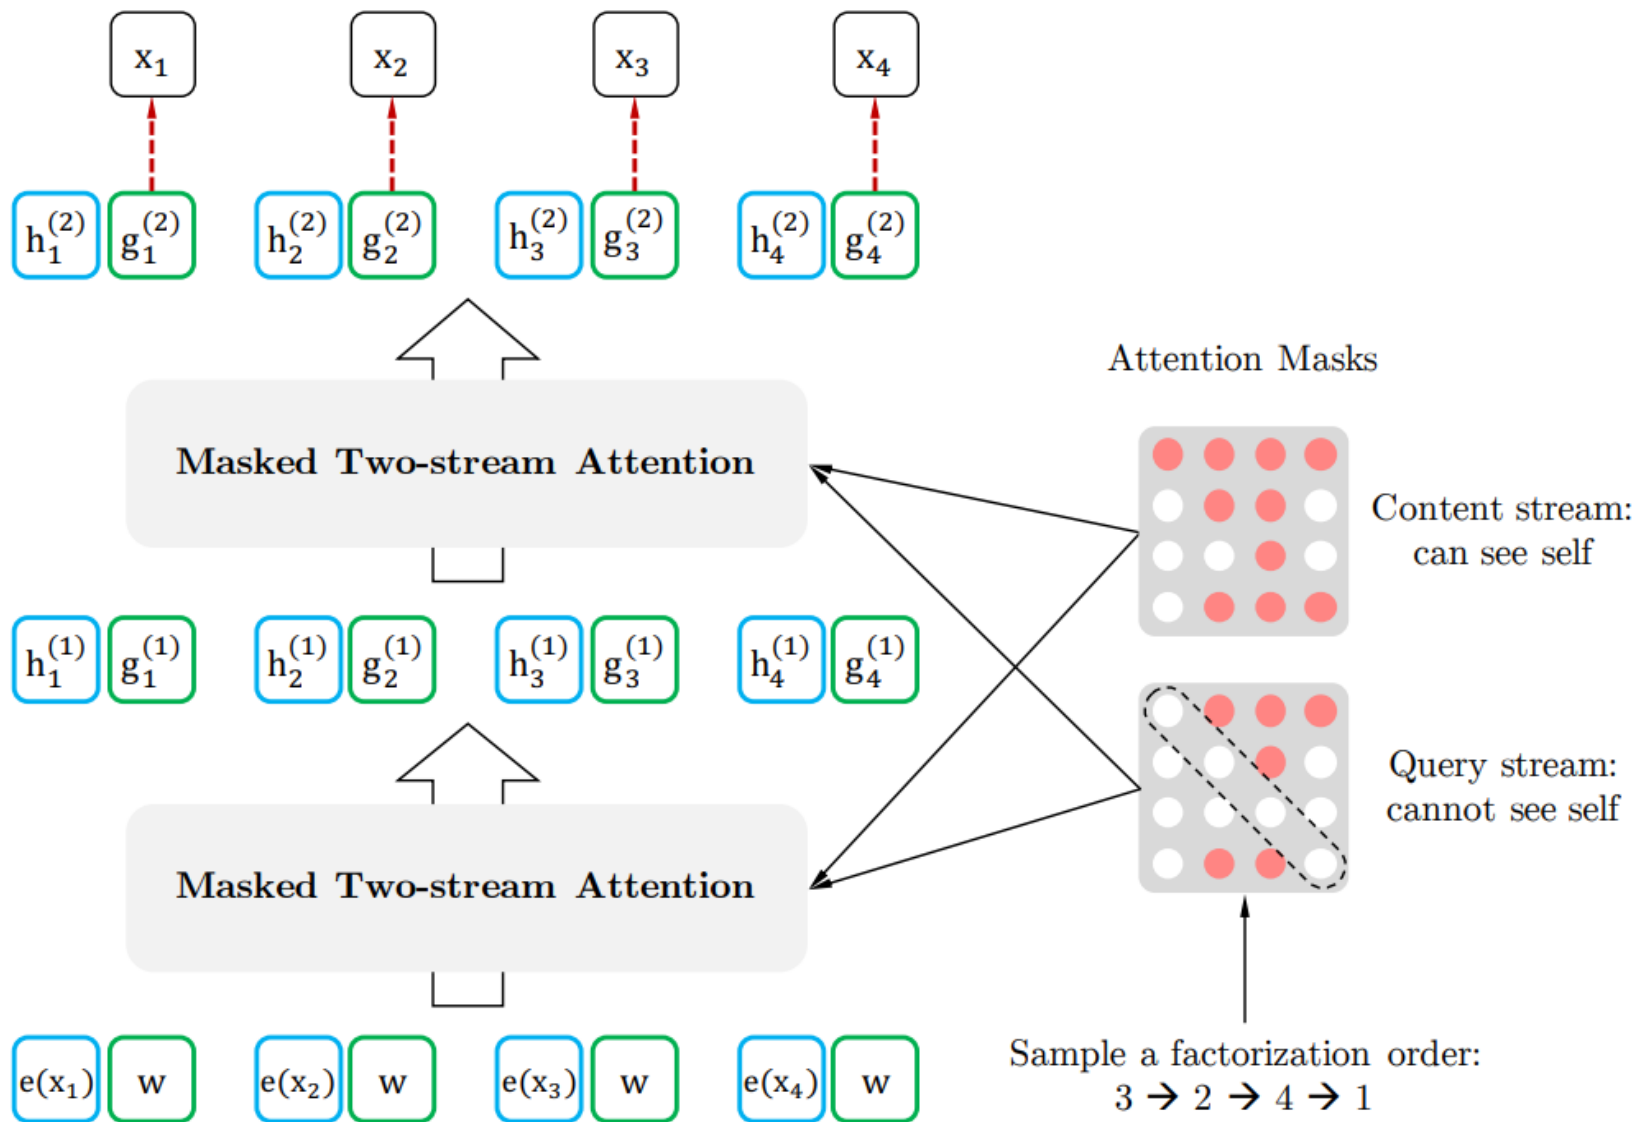 x₁ x₂ x₃ x₄
h₁⁽²⁾ g₁⁽²⁾ h₂⁽²⁾ g₂⁽²⁾ h₃⁽²⁾ g₃⁽²⁾ h₄⁽²⁾ g₄⁽²⁾
Attention Masks
Masked Two-stream Attention
Content stream:
can see self
h₁⁽¹⁾ g₁⁽¹⁾ h₂⁽¹⁾ g₂⁽¹⁾ h₃⁽¹⁾ g₃⁽¹⁾ h₄⁽¹⁾ g₄⁽¹⁾
Query stream:
cannot see self
Masked Two-stream Attention
e(x₁) w e(x₂) w e(x₃) w e(x₄) w
Sample a factorization order:
3 → 2 → 4 → 1